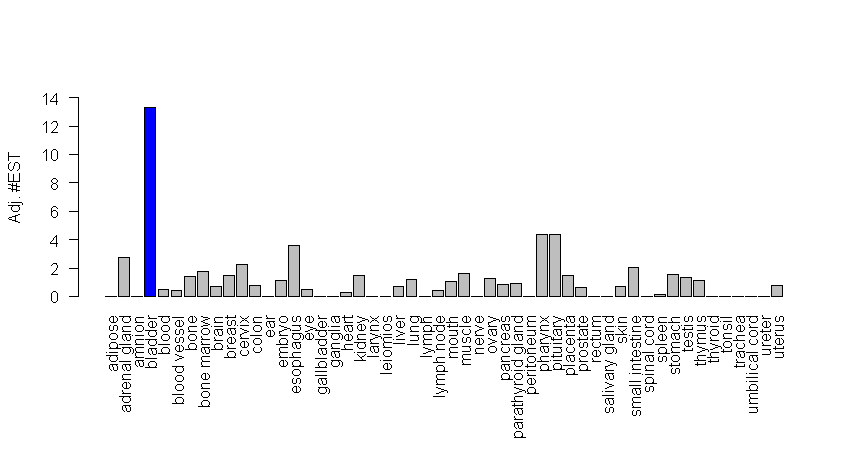 Adj. #EST
14
12
10
8
6
4
2
0
adipose
adrenal gland
amnion
bladder
blood
blood vessel
bone
bone marrow
brain
breast
cervix
colon
ear
embryo
esophagus
eye
gallbladder
ganglia
heart
kidney
larynx
leiomios
liver
lung
lymph
lymph node
mouth
muscle
nerve
ovary
pancreas
parathyroid gland
peritoneum
pharynx
pituitary
placenta
prostate
rectum
salivary gland
skin
small intestine
spinal cord
spleen
stomach
testis
thymus
thyroid
tonsil
trachea
umbilical cord
ureter
uterus